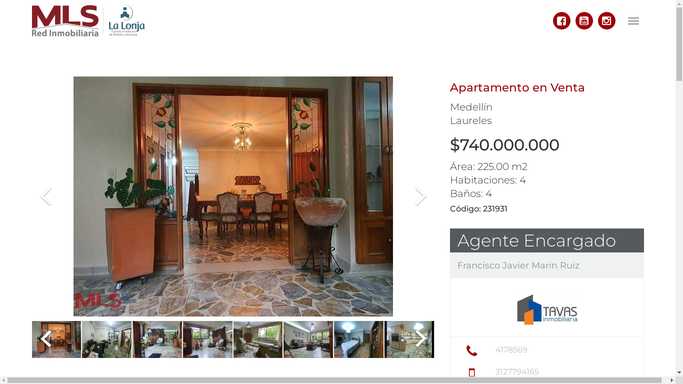 MLS
Red Inmobiliaria
La Lonja
Apartamento en Venta
Medellín
Laureles
$740.000.000
Área: 225.00 m2
Habitaciones: 4
Baños: 4
Código: 231931
MLS
Agente Encargado
Francisco Javier Marin Ruiz
TAVAS
inmobiliaria
4178569
3127794165